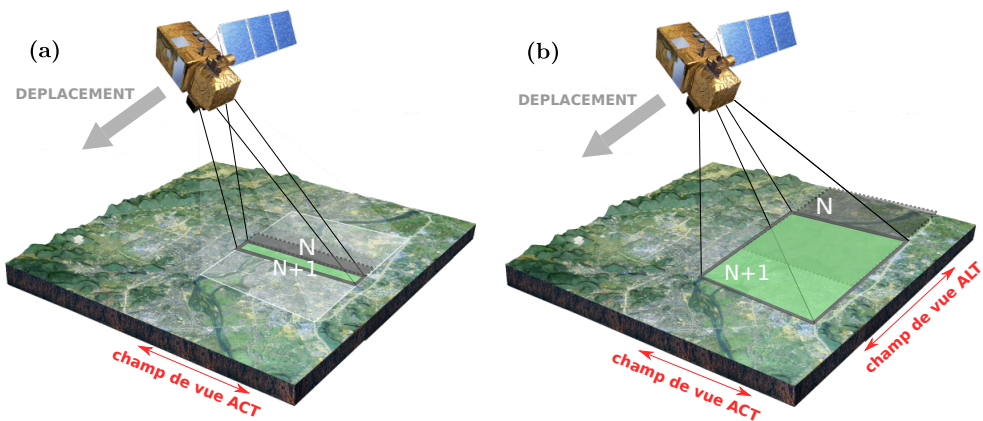 (a)
DEPLACEMENT
N
N+1
champ de vue ACT
(b)
DEPLACEMENT
N
N+1
champ de vue ACT
champ de vue ALT